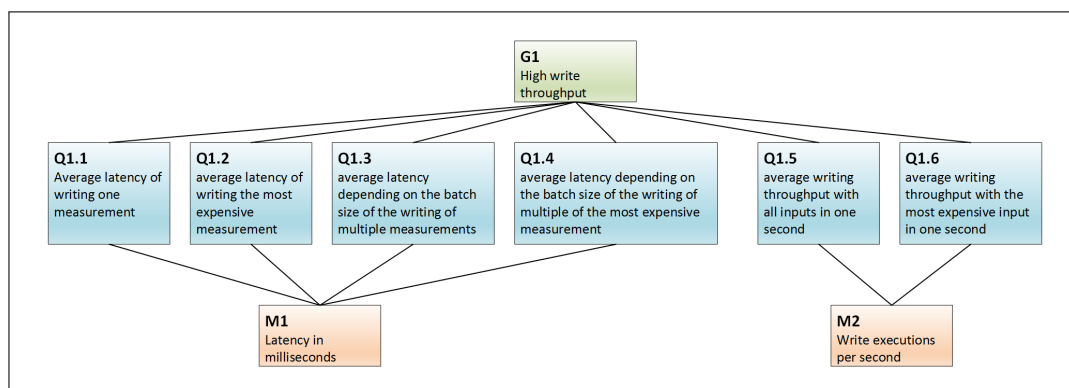 G1
High write
throughput
Q1.1
Average latency of
writing one
measurement
Q1.2
average latency of
writing the most
expensive
measurement
Q1.3
average latency
depending on the batch
size of the writing of
multiple measurements
Q1.4
average latency depending on
the batch size of the writing of
multiple of the most expensive
measurement
Q1.5
average writing
throughput with
all inputs in one
second
Q1.6
average writing
throughput with the
most expensive input
in one second
M1
Latency in
milliseconds
M2
Write executions
per second